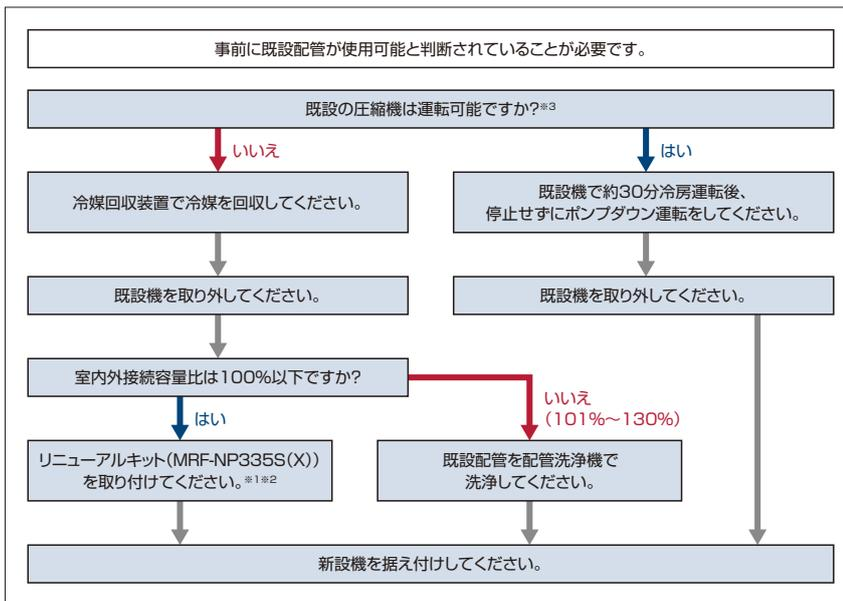 事前に既設配管が使用可能と判断されていることが必要です。
既設の圧縮機は運転可能ですか?※3
いいえ
はい
冷媒回収装置で冷媒を回収してください。
既設機で約30分冷房運転後、
停止せずにポンプダウン運転をしてください。
既設機を取り外してください。
既設機を取り外してください。
室内外接続容量比は100%以下ですか?
はい
いいえ
(101%〜130%)
リニューアルキット(MRF-NP335S(X))
を取り付けてください。※1※2
既設配管を配管洗浄機で
洗浄してください。
新設機を据え付けしてください。